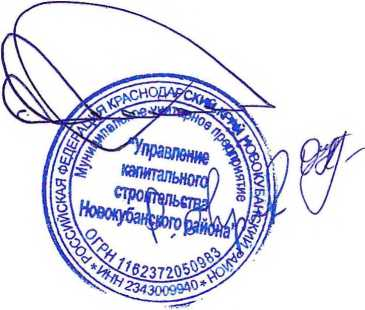 РОССИЙСКАЯ ФЕДЕРАЦИЯ КРАСНОДАРСКИЙ КРАЙ НОВОКУБАНСКИЙ РАЙОН
Муниципальное унитарное предприятие
"Управление
капитального
строительства
Новокубанского района"
ОГРН 1162372050983
* ИНН 2343009940 *